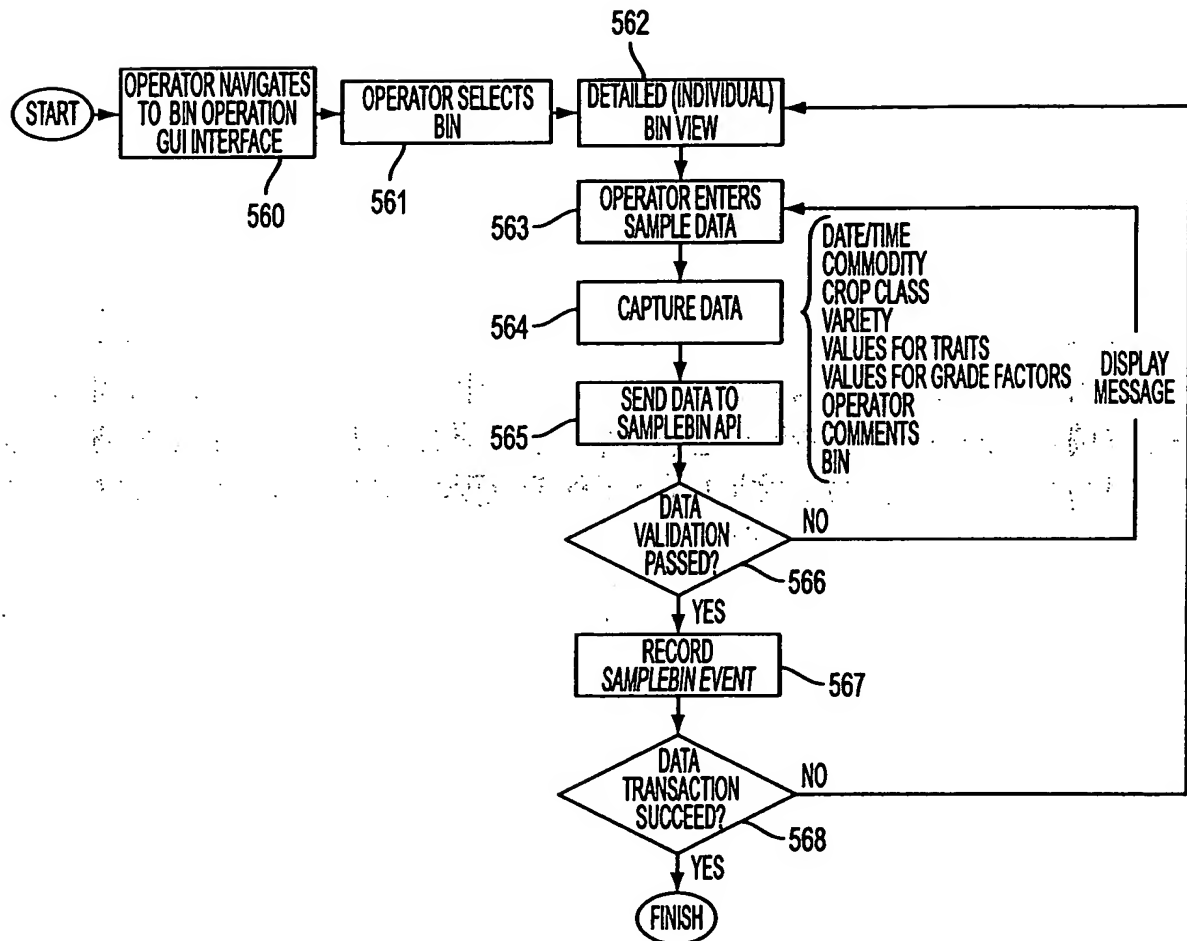 562
START
OPERATOR NAVIGATES
TO BIN OPERATION
GUI INTERFACE
560
OPERATOR SELECTS
BIN
561
DETAILED (INDIVIDUAL)
BIN VIEW
OPERATOR ENTERS
SAMPLE DATA
563
CAPTURE DATA
564
SEND DATA TO
SAMPLEBIN API
565
DATE/TIME
COMMODITY
CROP CLASS
VARIETY
VALUES FOR TRAITS
VALUES FOR GRADE FACTORS
OPERATOR
COMMENTS
BIN
DISPLAY
MESSAGE
DATA
VALIDATION
PASSED?
NO
566
YES
RECORD
SAMPLEBIN EVENT
567
DATA
TRANSACTION
SUCCEED?
NO
568
YES
FINISH